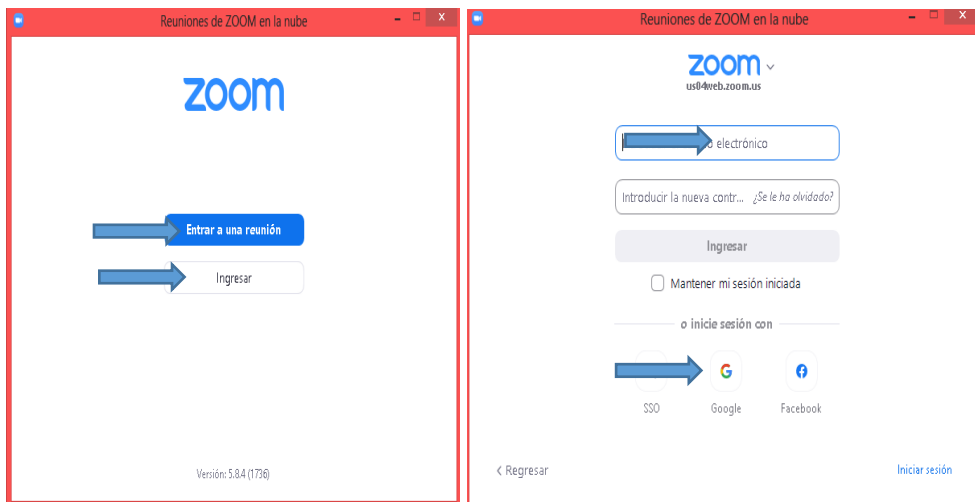 Reuniones de ZOOM en la nube
zoom
Entrar a una reunión
Ingresar
Versión: 5.8.4 (1736)
Reuniones de ZOOM en la nube
zoom
us04web.zoom.us
electrónico
Introducir la nueva contr... ¿Se le ha olvidado?
Ingresar
Mantener mi sesión iniciada
o inicie sesión con
SSO Google Facebook
< Regresar Iniciar sesión